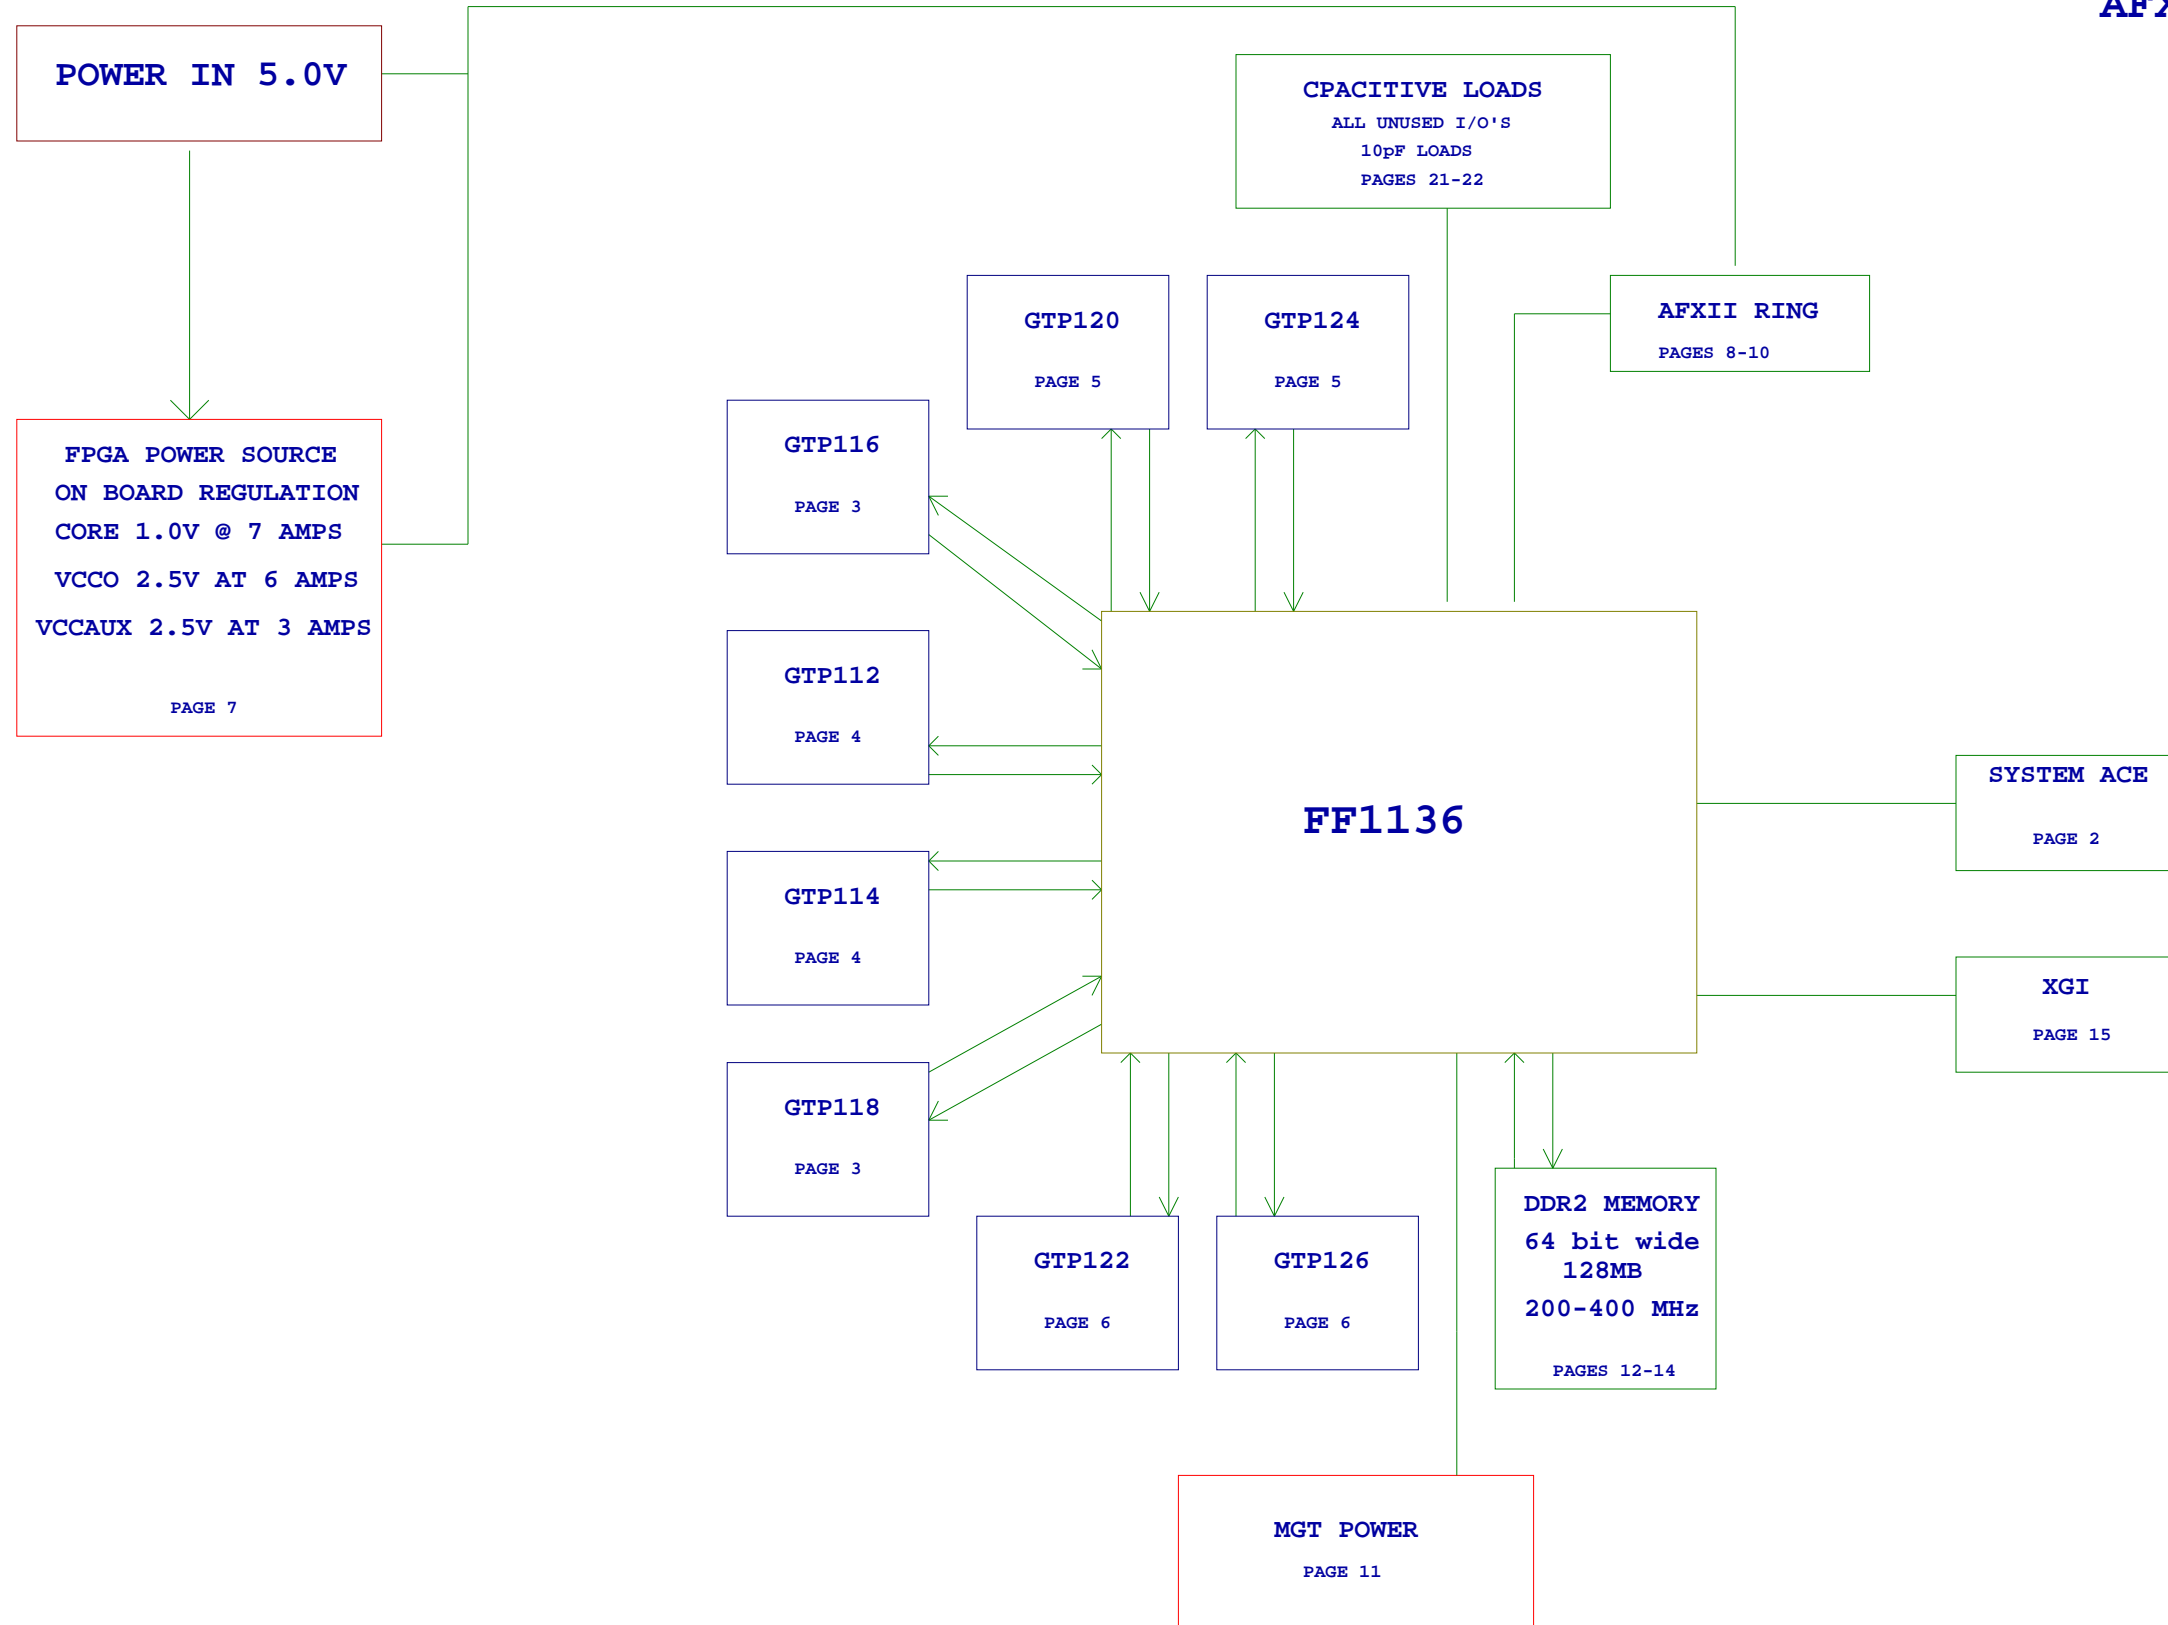 AFX
POWER IN 5.0V
CPACITIVE LOADS
ALL UNUSED I/O'S
10pF LOADS
PAGES 21-22
AFXII RING
PAGES 8-10
GTP120
PAGE 5
GTP124
PAGE 5
GTP116
PAGE 3
FPGA POWER SOURCE
ON BOARD REGULATION
CORE 1.0V @ 7 AMPS
VCCO 2.5V AT 6 AMPS
VCCAUX 2.5V AT 3 AMPS
PAGE 7
GTP112
PAGE 4
FF1136
SYSTEM ACE
PAGE 2
GTP114
PAGE 4
XGI
PAGE 15
GTP118
PAGE 3
GTP122
PAGE 6
GTP126
PAGE 6
DDR2 MEMORY
64 bit wide
128MB
200-400 MHz
PAGES 12-14
MGT POWER
PAGE 11